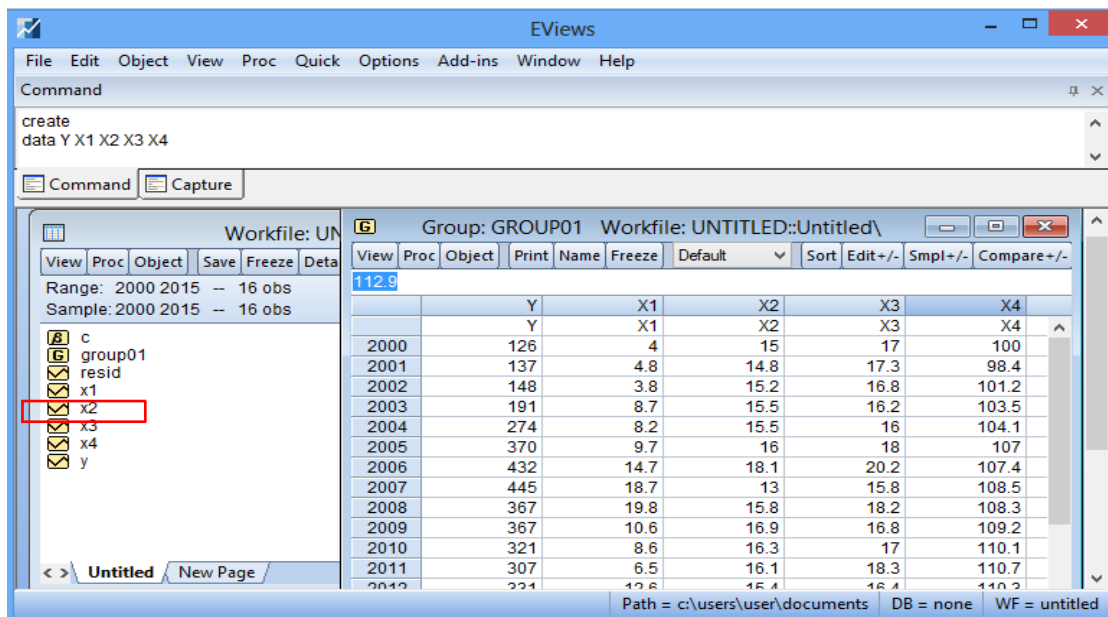 EViews
File Edit Object View Proc Quick Options Add-ins Window Help
Command
create
data Y X1 X2 X3 X4
Command Capture
Workfile: UN
View Proc Object Save Freeze Deta
Range: 2000 2015 -- 16 obs
Sample: 2000 2015 -- 16 obs
B c
G group01
resid
x1
x2
x3
x4
y
< > Untitled New Page
G Group: GROUP01 Workfile: UNTITLED::Untitled\
View Proc Object Print Name Freeze Default Sort Edit+/- Smpl+/- Compare+/-
112.9
Y X1 X2 X3 X4
Y X1 X2 X3 X4
2000 126 4 15 17 100
2001 137 4.8 14.8 17.3 98.4
2002 148 3.8 15.2 16.8 101.2
2003 191 8.7 15.5 16.2 103.5
2004 274 8.2 15.5 16 104.1
2005 370 9.7 16 18 107
2006 432 14.7 18.1 20.2 107.4
2007 445 18.7 13 15.8 108.5
2008 367 19.8 15.8 18.2 108.3
2009 367 10.6 16.9 16.8 109.2
2010 321 8.6 16.3 17 110.1
2011 307 6.5 16.1 18.3 110.7
2012 331 12.6 15.4 16.4 110.3
Path = c:\users\user\documents DB = none WF = untitled